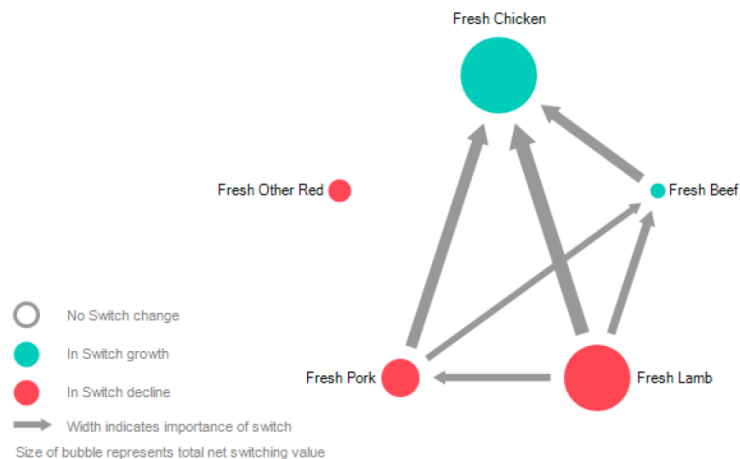 Fresh Chicken
Fresh Other Red
Fresh Beef
No Switch change
In Switch growth
Fresh Pork
Fresh Lamb
In Switch decline
Width indicates importance of switch
Size of bubble represents total net switching value